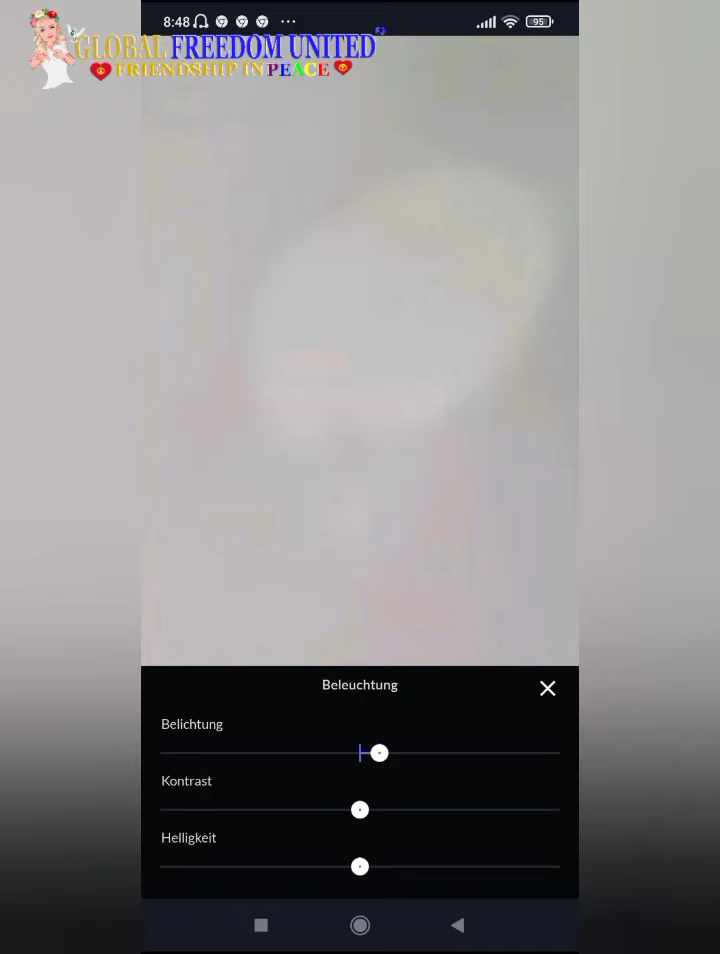 8:48
95
GLOBAL FREEDOM UNITED
FRIENDSHIP IN PEACE
Beleuchtung
Belichtung
Kontrast
Helligkeit